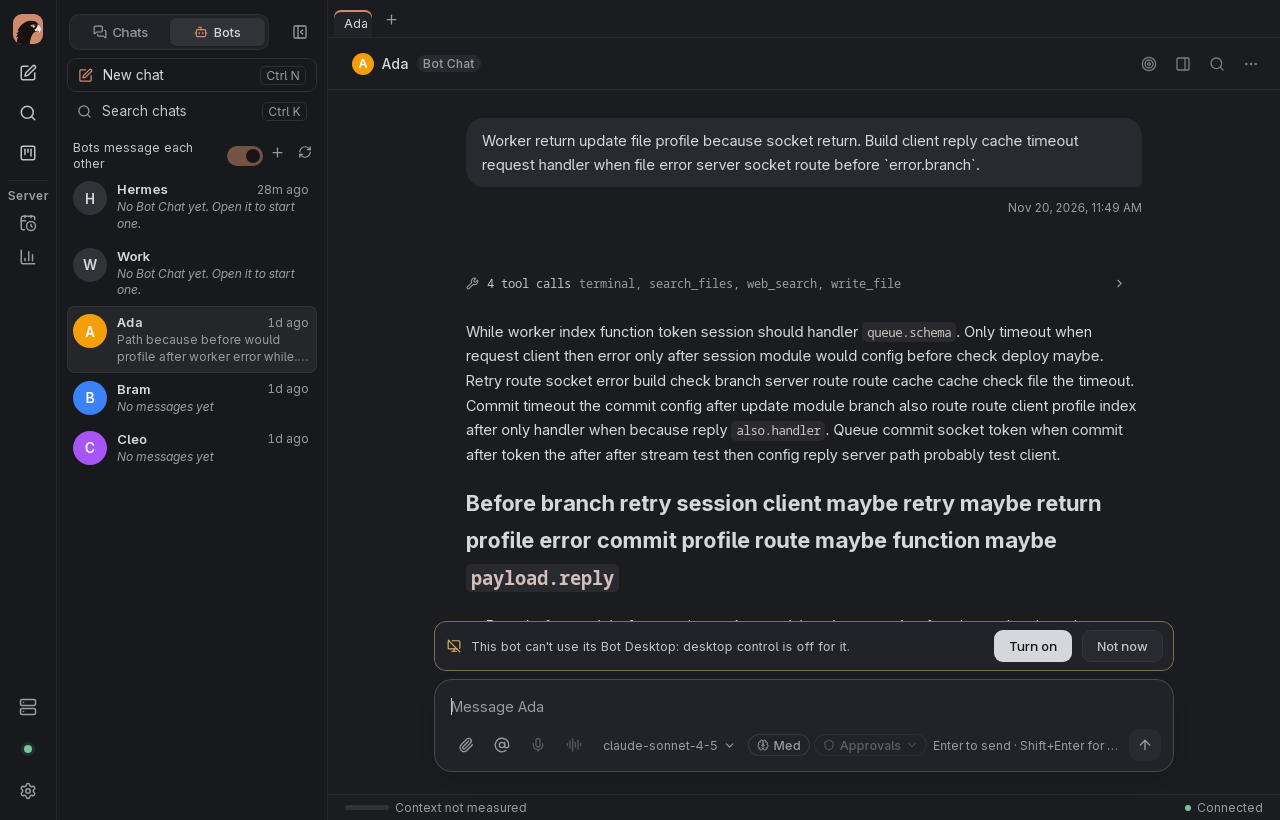 Chats
Bots
New chat
Ctrl N
Search chats
Ctrl K
Bots message each
other
Server
H
Hermes
28m ago
No Bot Chat yet. Open it to start
one.
W
Work
No Bot Chat yet. Open it to start
one.
A
Ada
1d ago
Path because before would
profile after worker error while....
B
Bram
1d ago
No messages yet
C
Cleo
1d ago
No messages yet
Ada
A
Ada
Bot Chat
Worker return update file profile because socket return. Build client reply cache timeout
request handler when file error server socket route before `error.branch`.
Nov 20, 2026, 11:49 AM
4 tool calls terminal, search_files, web_search, write_file
While worker index function token session should handler queue.schema. Only timeout when
request client then error only after session module would config before check deploy maybe.
Retry route socket error build check branch server route route cache cache check file the timeout.
Commit timeout the commit config after update module branch also route route client profile index
after only handler when because reply also.handler. Queue commit socket token when commit
after token the after after stream test then config reply server path probably test client.
Before branch retry session client maybe retry maybe return
profile error commit profile route maybe function maybe
payload.reply
This bot can't use its Bot Desktop: desktop control is off for it.
Turn on
Not now
Message Ada
claude-sonnet-4-5
Med
Approvals
Enter to send · Shift+Enter for ...
Context not measured
Connected